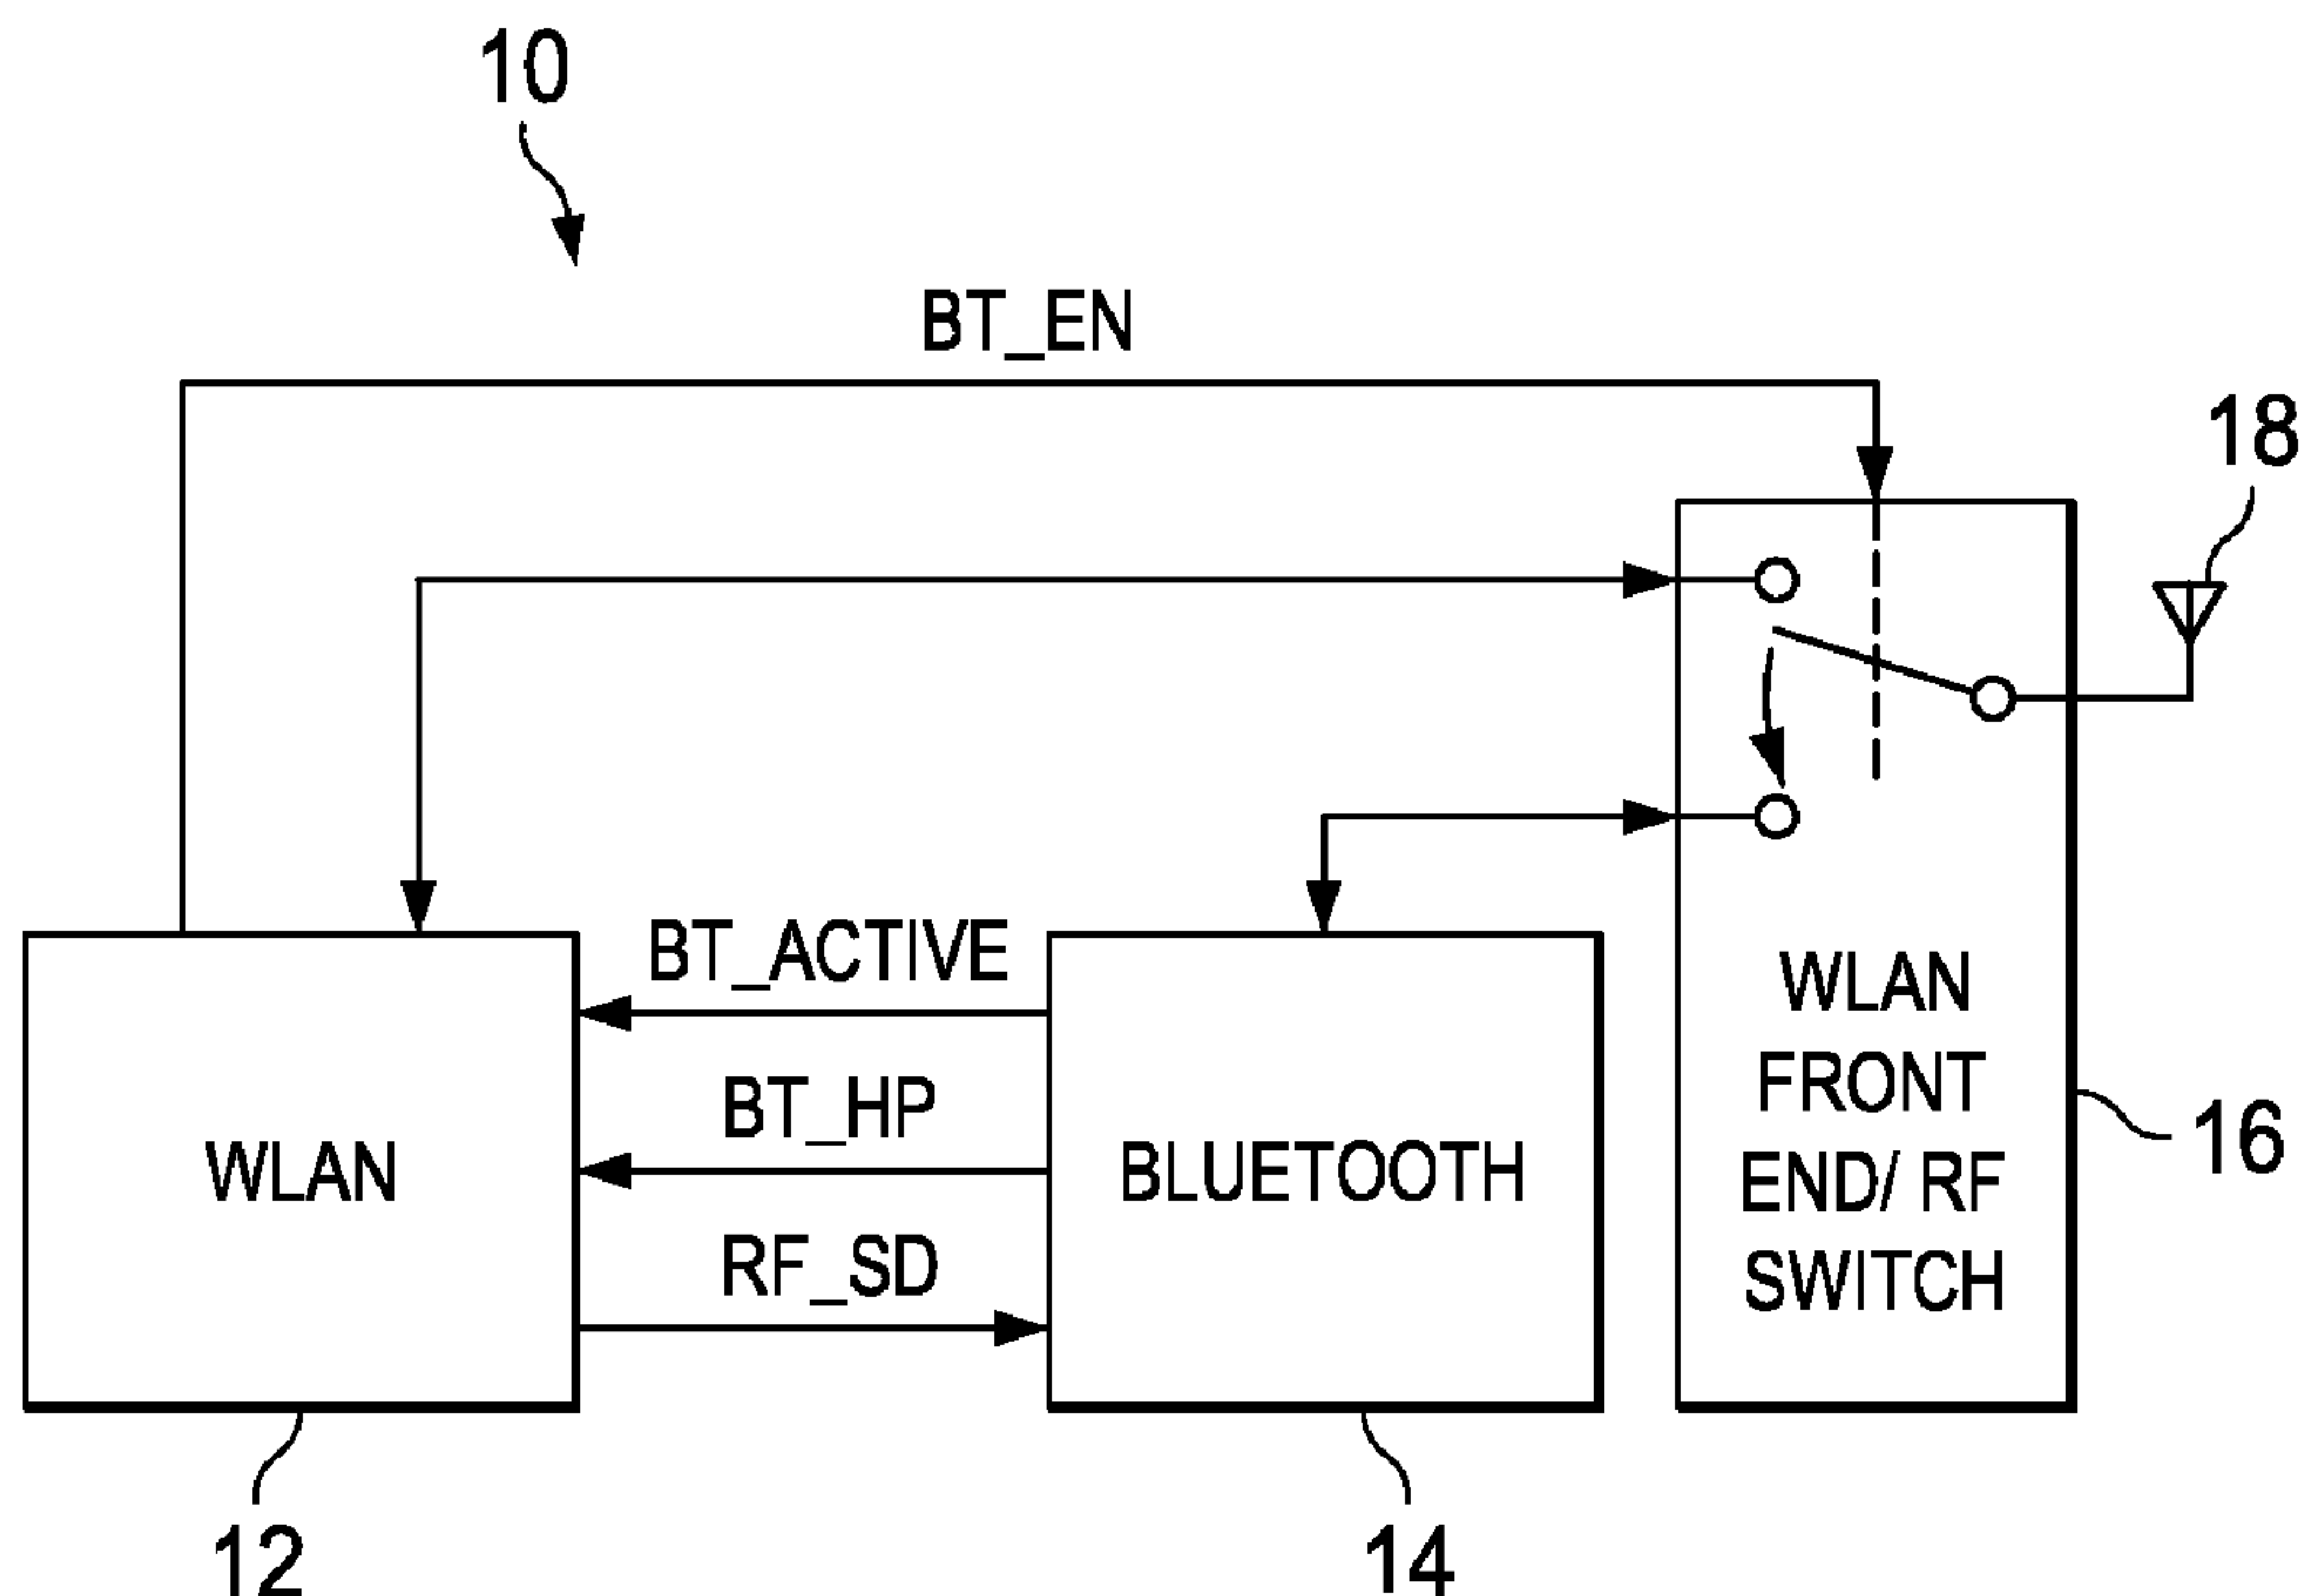 10
BT_EN
18
BT_ACTIVE
BT_HP
RF_SD
WLAN
BLUETOOTH
WLAN
FRONT
END/ RF
SWITCH
16
12
14